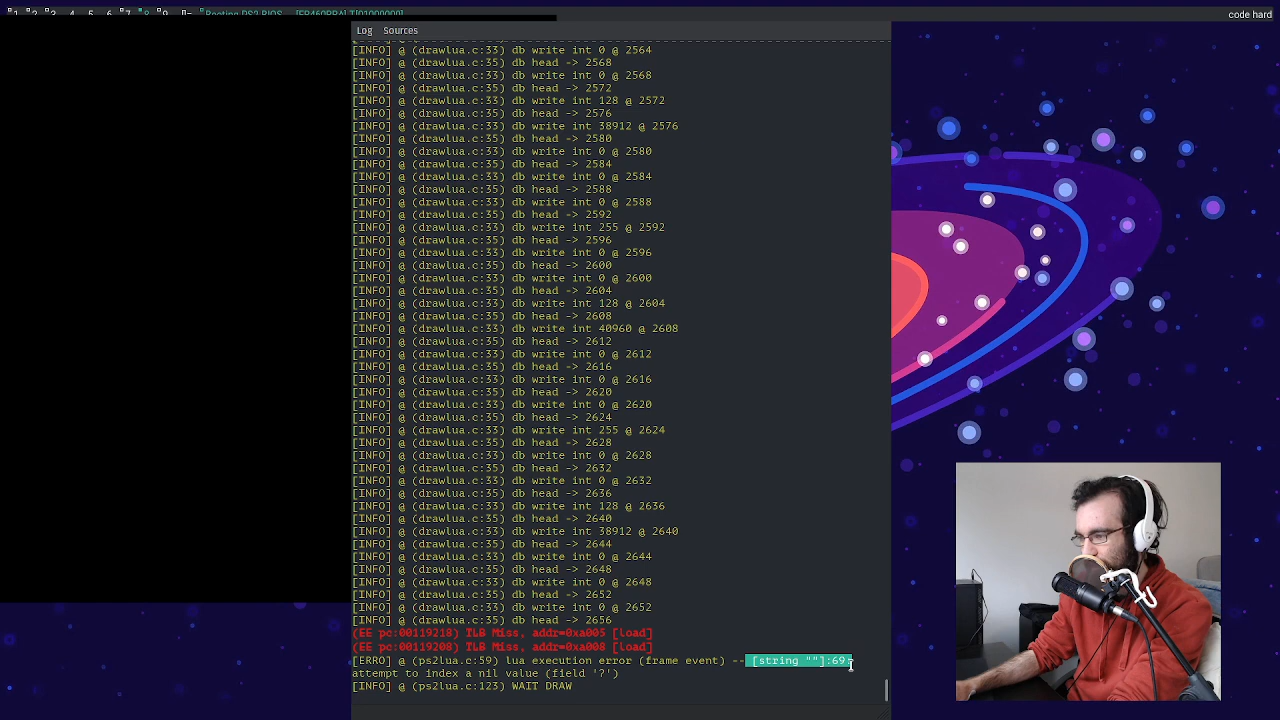 1 2 3 4 5 6 7 8 9 []= Booting PS2 BIOS... [FB460BBA] T[01000000]
code hard
Log Sources
[INFO] @ (drawlua.c:33) db write int 0 @ 2564
[INFO] @ (drawlua.c:35) db head -> 2568
[INFO] @ (drawlua.c:33) db write int 0 @ 2568
[INFO] @ (drawlua.c:35) db head -> 2572
[INFO] @ (drawlua.c:33) db write int 128 @ 2572
[INFO] @ (drawlua.c:35) db head -> 2576
[INFO] @ (drawlua.c:33) db write int 38912 @ 2576
[INFO] @ (drawlua.c:35) db head -> 2580
[INFO] @ (drawlua.c:33) db write int 0 @ 2580
[INFO] @ (drawlua.c:35) db head -> 2584
[INFO] @ (drawlua.c:33) db write int 0 @ 2584
[INFO] @ (drawlua.c:35) db head -> 2588
[INFO] @ (drawlua.c:33) db write int 0 @ 2588
[INFO] @ (drawlua.c:35) db head -> 2592
[INFO] @ (drawlua.c:33) db write int 255 @ 2592
[INFO] @ (drawlua.c:35) db head -> 2596
[INFO] @ (drawlua.c:33) db write int 0 @ 2596
[INFO] @ (drawlua.c:35) db head -> 2600
[INFO] @ (drawlua.c:33) db write int 0 @ 2600
[INFO] @ (drawlua.c:35) db head -> 2604
[INFO] @ (drawlua.c:33) db write int 128 @ 2604
[INFO] @ (drawlua.c:35) db head -> 2608
[INFO] @ (drawlua.c:33) db write int 40960 @ 2608
[INFO] @ (drawlua.c:35) db head -> 2612
[INFO] @ (drawlua.c:33) db write int 0 @ 2612
[INFO] @ (drawlua.c:35) db head -> 2616
[INFO] @ (drawlua.c:33) db write int 0 @ 2616
[INFO] @ (drawlua.c:35) db head -> 2620
[INFO] @ (drawlua.c:33) db write int 0 @ 2620
[INFO] @ (drawlua.c:35) db head -> 2624
[INFO] @ (drawlua.c:33) db write int 255 @ 2624
[INFO] @ (drawlua.c:35) db head -> 2628
[INFO] @ (drawlua.c:33) db write int 0 @ 2628
[INFO] @ (drawlua.c:35) db head -> 2632
[INFO] @ (drawlua.c:33) db write int 0 @ 2632
[INFO] @ (drawlua.c:35) db head -> 2636
[INFO] @ (drawlua.c:33) db write int 128 @ 2636
[INFO] @ (drawlua.c:35) db head -> 2640
[INFO] @ (drawlua.c:33) db write int 38912 @ 2640
[INFO] @ (drawlua.c:35) db head -> 2644
[INFO] @ (drawlua.c:33) db write int 0 @ 2644
[INFO] @ (drawlua.c:35) db head -> 2648
[INFO] @ (drawlua.c:33) db write int 0 @ 2648
[INFO] @ (drawlua.c:35) db head -> 2652
[INFO] @ (drawlua.c:33) db write int 0 @ 2652
[INFO] @ (drawlua.c:35) db head -> 2656
(EE pc:00119218) TLB Miss, addr=0xa005 [load]
(EE pc:00119208) TLB Miss, addr=0xa008 [load]
[ERRO] @ (ps2lua.c:59) lua execution error (frame event) -- [string ""]:69:
attempt to index a nil value (field '?')
[INFO] @ (ps2lua.c:123) WAIT DRAW